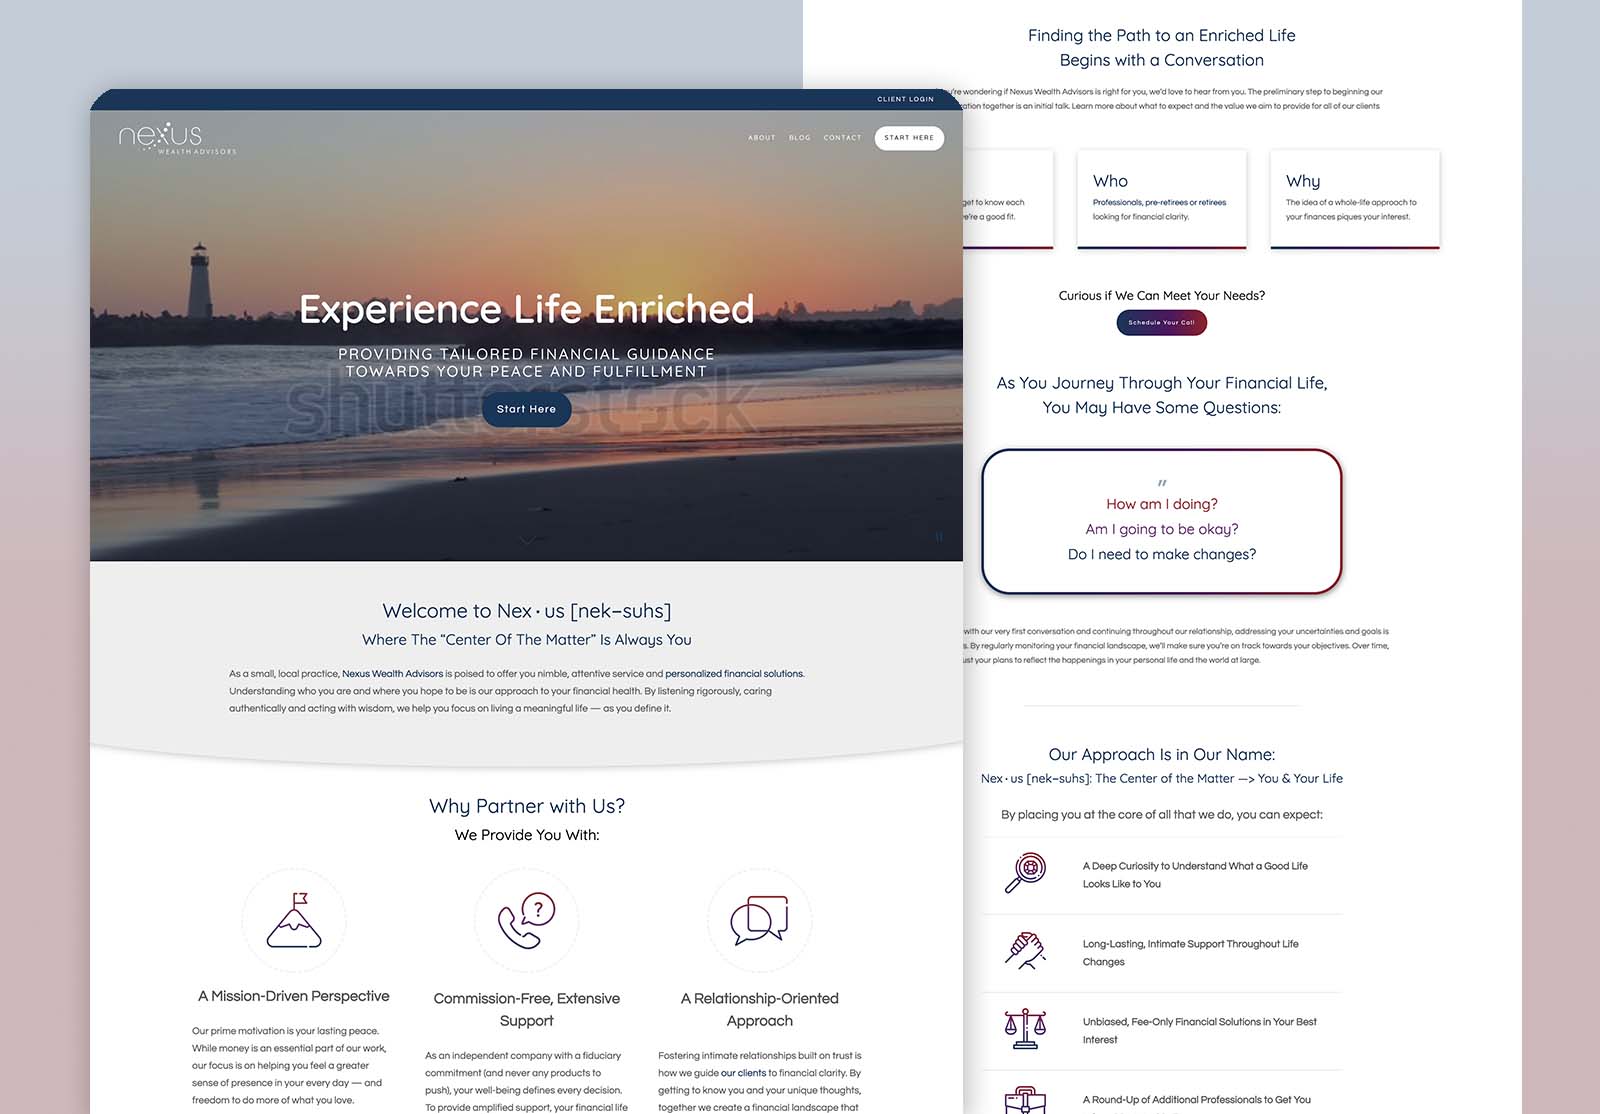 CLIENT LOGIN
nexus
WEALTH ADVISORS
ABOUT
BLOG
CONTACT
START HERE
Experience Life Enriched
PROVIDING TAILORED FINANCIAL GUIDANCE
TOWARDS YOUR PEACE AND FULFILLMENT
shutterstock
Start Here
Welcome to Nex · us [nek–suhs]
Where The “Center Of The Matter” Is Always You
As a small, local practice, Nexus Wealth Advisors is poised to offer you nimble, attentive service and personalized financial solutions.
Understanding who you are and where you hope to be is our approach to your financial health. By listening rigorously, caring
authentically and acting with wisdom, we help you focus on living a meaningful life — as you define it.
Why Partner with Us?
We Provide You With:
?
A Mission-Driven Perspective
Our prime motivation is your lasting peace.
While money is an essential part of our work,
our focus is on helping you feel a greater
sense of presence in your every day — and
freedom to do more of what you love.
Commission-Free, Extensive
Support
As an independent company with a fiduciary
commitment (and never any products to
push), your well-being defines every decision.
To provide amplified support, your financial life
A Relationship-Oriented
Approach
Fostering intimate relationships built on trust is
how we guide our clients to financial clarity. By
getting to know you and your unique thoughts,
together we create a financial landscape that
Finding the Path to an Enriched Life
Begins with a Conversation
're wondering if Nexus Wealth Advisors is right for you, we'd love to hear from you. The preliminary step to beginning our
ation together is an initial talk. Learn more about what to expect and the value we aim to provide for all of our clients
get to know each
e're a good fit.
Who
Professionals, pre-retirees or retirees
looking for financial clarity.
Why
The idea of a whole-life approach to
your finances piques your interest.
Curious if We Can Meet Your Needs?
Schedule Your Call
As You Journey Through Your Financial Life,
You May Have Some Questions:
"
How am I doing?
Am I going to be okay?
Do I need to make changes?
with our very first conversation and continuing throughout our relationship, addressing your uncertainties and goals is
s. By regularly monitoring your financial landscape, we'll make sure you're on track towards your objectives. Over time,
ust your plans to reflect the happenings in your personal life and the world at large.
Our Approach Is in Our Name:
Nex · us [nek–suhs]: The Center of the Matter —> You & Your Life
By placing you at the core of all that we do, you can expect:
A Deep Curiosity to Understand What a Good Life
Looks Like to You
Long-Lasting, Intimate Support Throughout Life
Changes
Unbiased, Fee-Only Financial Solutions in Your Best
Interest
A Round-Up of Additional Professionals to Get You